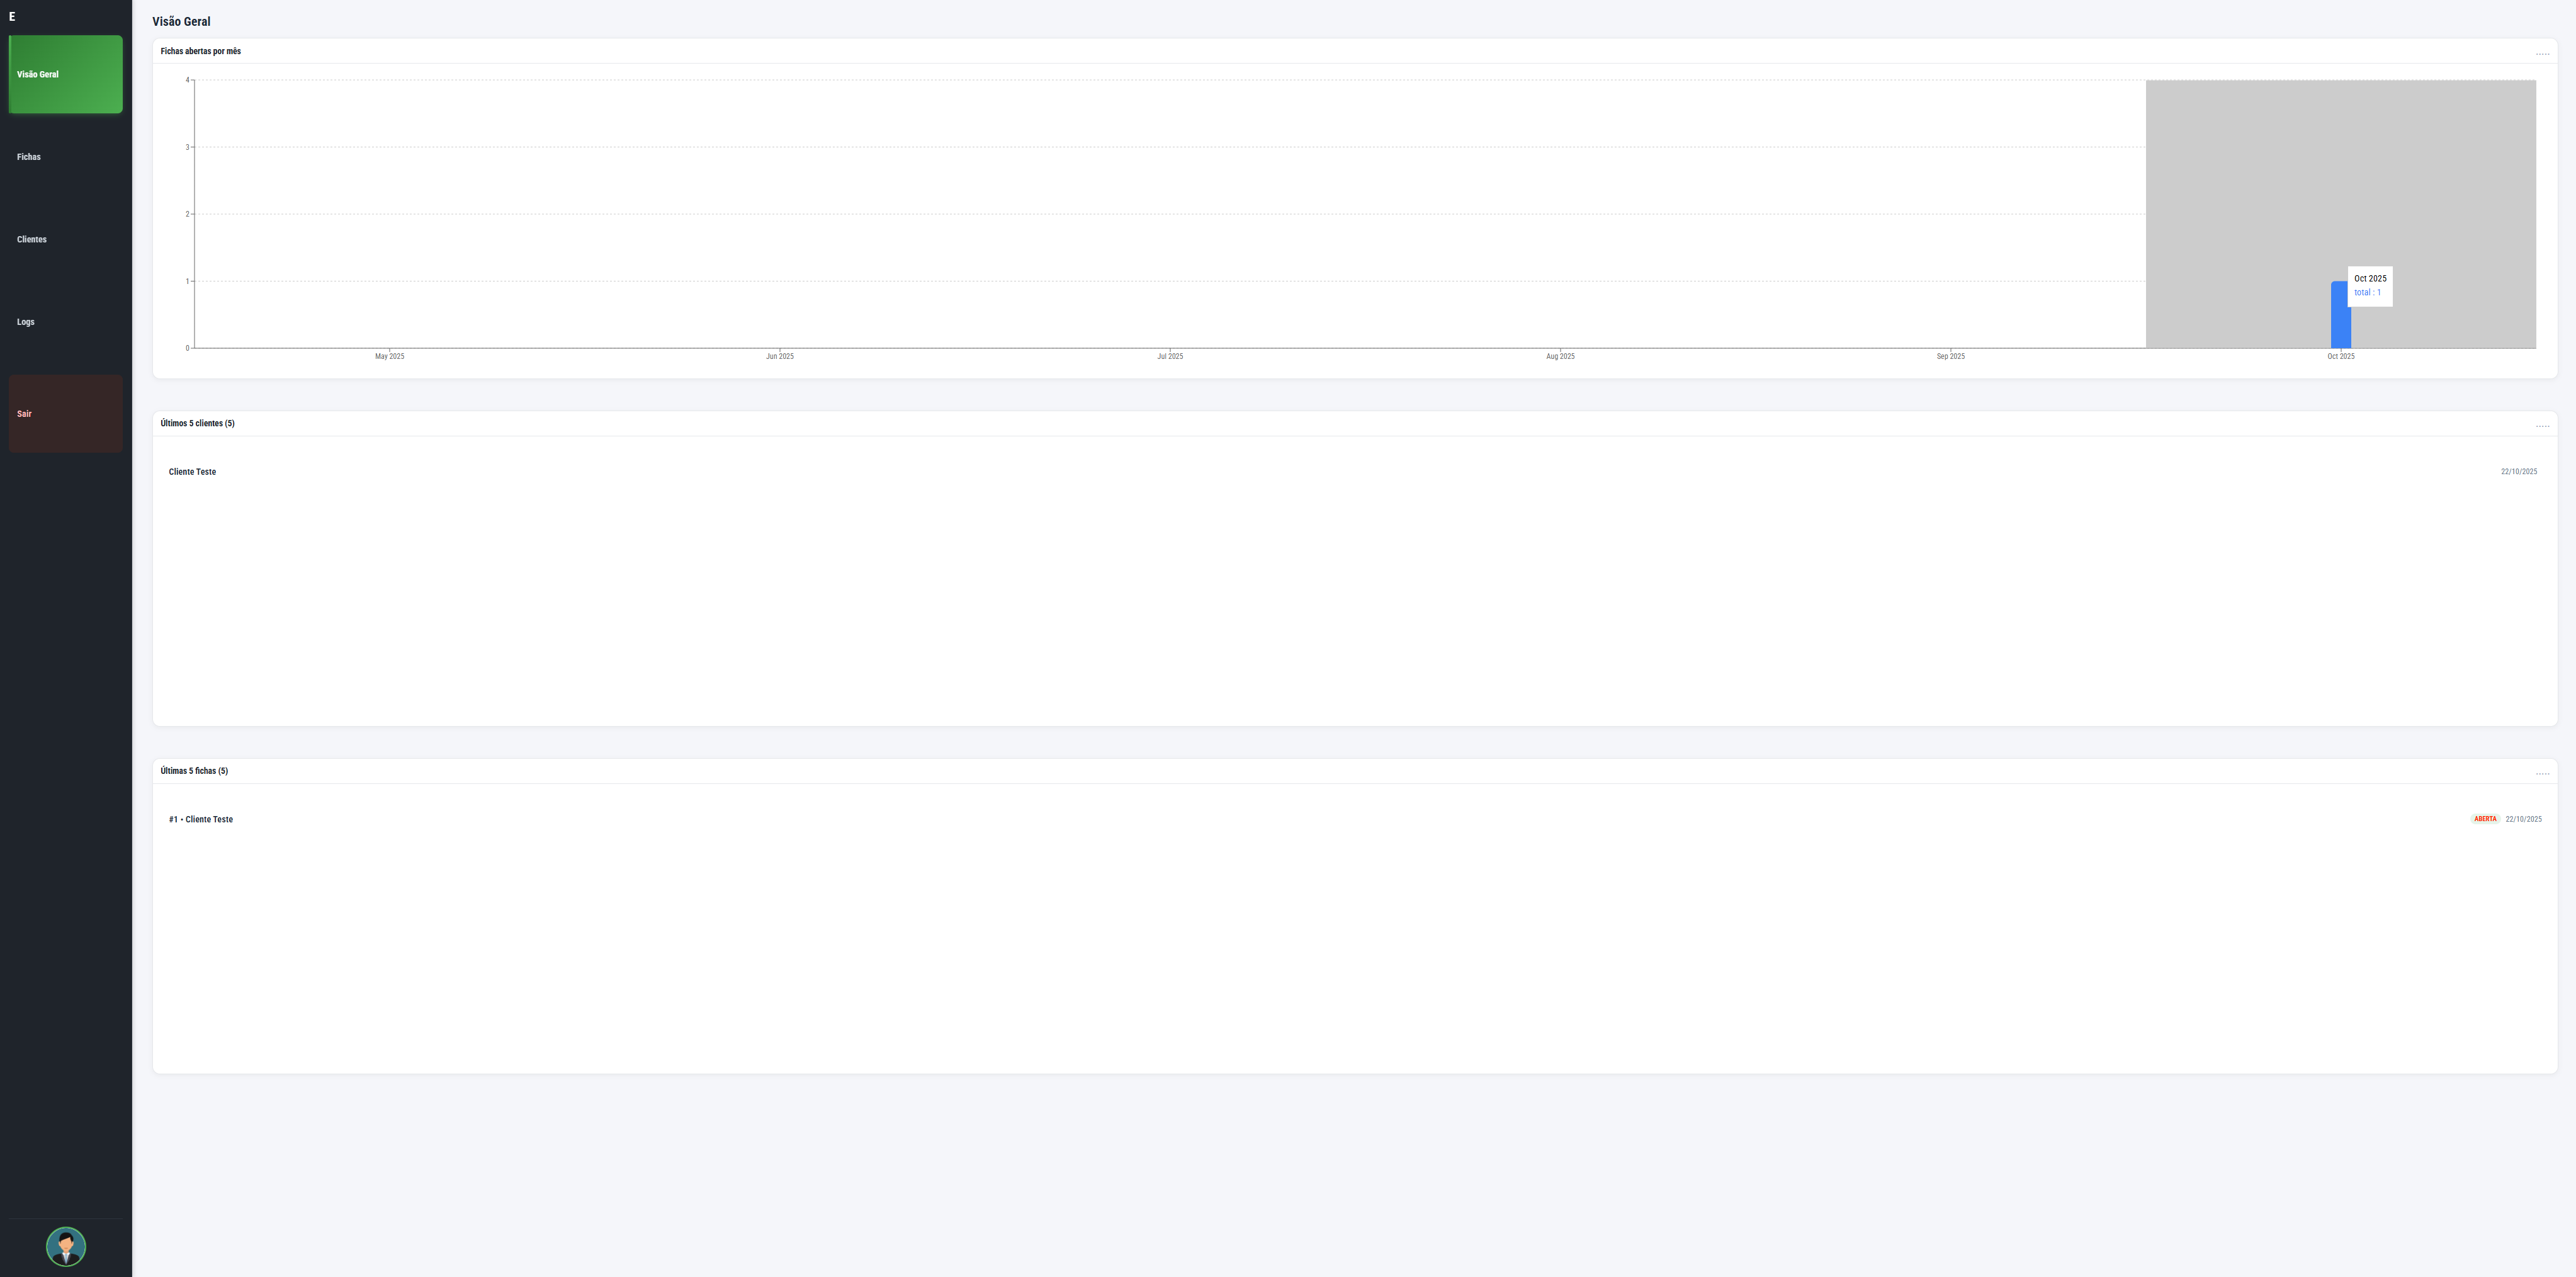 E
Visão Geral
Fichas
Clientes
Logs
Sair
Visão Geral
Fichas abertas por mês
.....
4
3
2
1
0
May 2025
Jun 2025
Jul 2025
Aug 2025
Sep 2025
Oct 2025
Oct 2025
total : 1
Últimos 5 clientes (5)
.....
Cliente Teste
22/10/2025
Últimas 5 fichas (5)
.....
#1 • Cliente Teste
ABERTA 22/10/2025